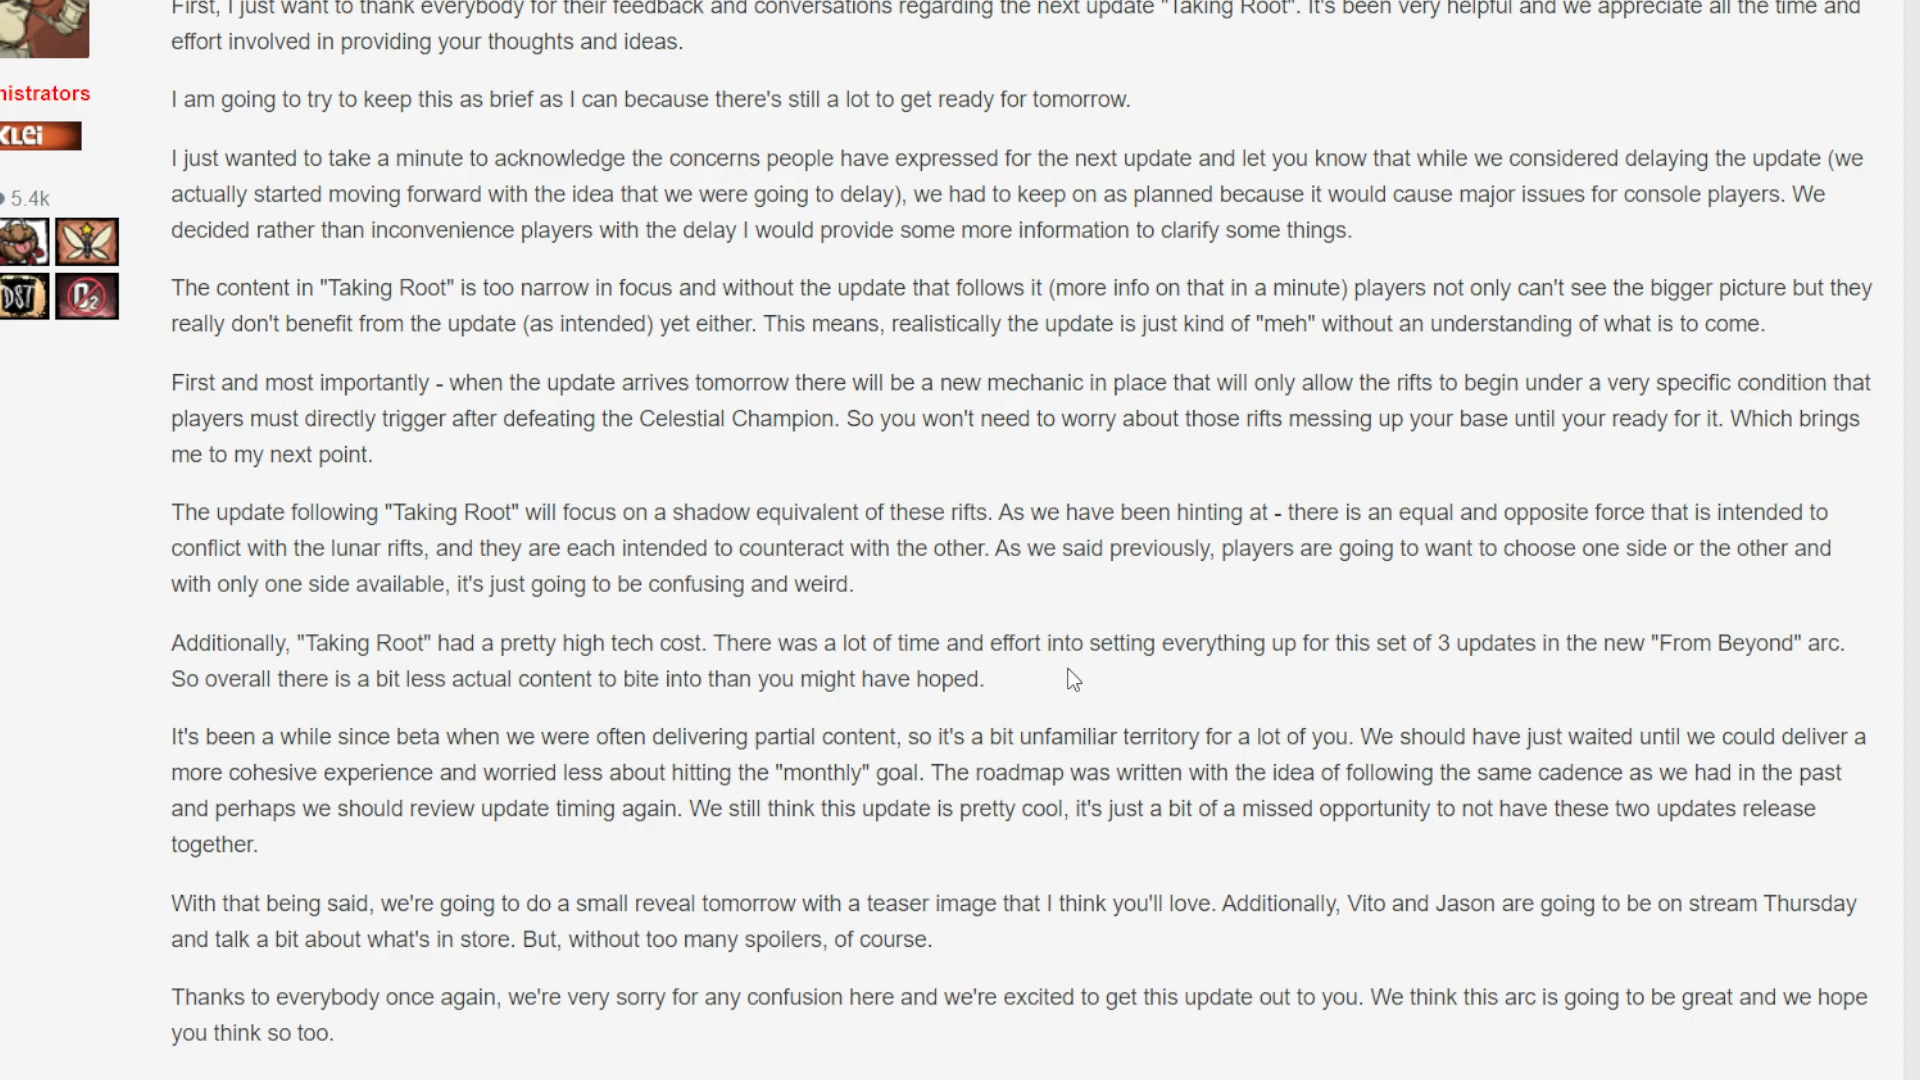 First, I just want to thank everybody for their feedback and conversations regarding the next update "Taking Root". It's been very helpful and we appreciate all the time and
effort involved in providing your thoughts and ideas.
nistrators
I am going to try to keep this as brief as I can because there's still a lot to get ready for tomorrow.
KLei
I just wanted to take a minute to acknowledge the concerns people have expressed for the next update and let you know that while we considered delaying the update (we
actually started moving forward with the idea that we were going to delay), we had to keep on as planned because it would cause major issues for console players. We
decided rather than inconvenience players with the delay I would provide some more information to clarify some things.
5.4k
DST
The content in "Taking Root" is too narrow in focus and without the update that follows it (more info on that in a minute) players not only can't see the bigger picture but they
really don't benefit from the update (as intended) yet either. This means, realistically the update is just kind of "meh" without an understanding of what is to come.
First and most importantly - when the update arrives tomorrow there will be a new mechanic in place that will only allow the rifts to begin under a very specific condition that
players must directly trigger after defeating the Celestial Champion. So you won't need to worry about those rifts messing up your base until your ready for it. Which brings
me to my next point.
The update following "Taking Root" will focus on a shadow equivalent of these rifts. As we have been hinting at - there is an equal and opposite force that is intended to
conflict with the lunar rifts, and they are each intended to counteract with the other. As we said previously, players are going to want to choose one side or the other and
with only one side available, it's just going to be confusing and weird.
Additionally, "Taking Root" had a pretty high tech cost. There was a lot of time and effort into setting everything up for this set of 3 updates in the new "From Beyond" arc.
So overall there is a bit less actual content to bite into than you might have hoped.
It's been a while since beta when we were often delivering partial content, so it's a bit unfamiliar territory for a lot of you. We should have just waited until we could deliver a
more cohesive experience and worried less about hitting the "monthly" goal. The roadmap was written with the idea of following the same cadence as we had in the past
and perhaps we should review update timing again. We still think this update is pretty cool, it's just a bit of a missed opportunity to not have these two updates release
together.
With that being said, we're going to do a small reveal tomorrow with a teaser image that I think you'll love. Additionally, Vito and Jason are going to be on stream Thursday
and talk a bit about what's in store. But, without too many spoilers, of course.
Thanks to everybody once again, we're very sorry for any confusion here and we're excited to get this update out to you. We think this arc is going to be great and we hope
you think so too.